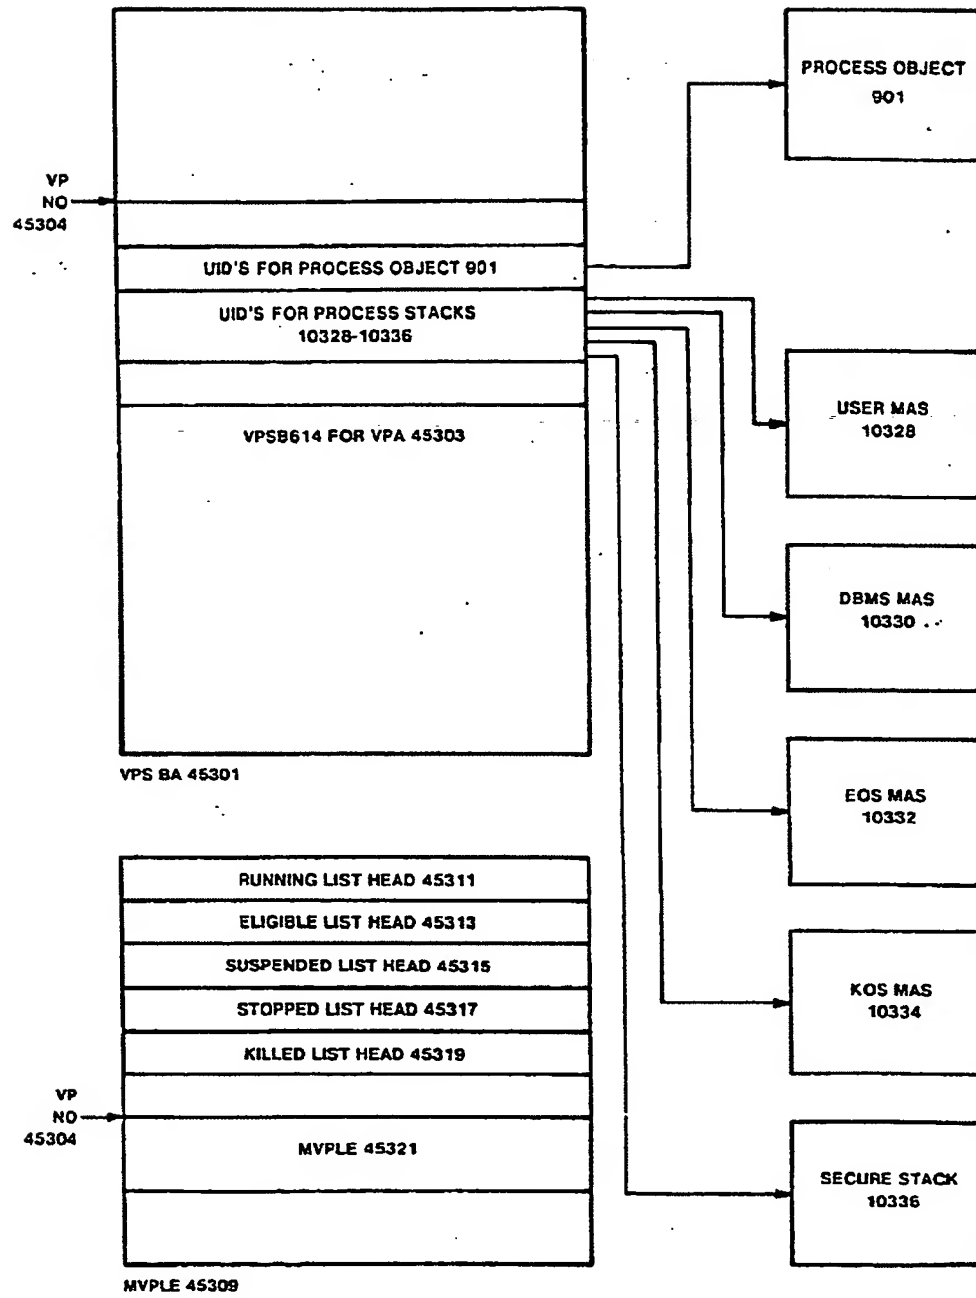 PROCESS OBJECT
901
VP
NO
45304
UID'S FOR PROCESS OBJECT 901
UID'S FOR PROCESS STACKS
10328-10336
VPSB614 FOR VPA 45303
USER MAS
10328
DBMS MAS
10330
VPS BA 45301
EOS MAS
10332
RUNNING LIST HEAD 45311
ELIGIBLE LIST HEAD 45313
SUSPENDED LIST HEAD 45315
STOPPED LIST HEAD 45317
KILLED LIST HEAD 45319
KOS MAS
10334
VP
NO
45304
MVPLE 45321
SECURE STACK
10336
MVPLE 45309